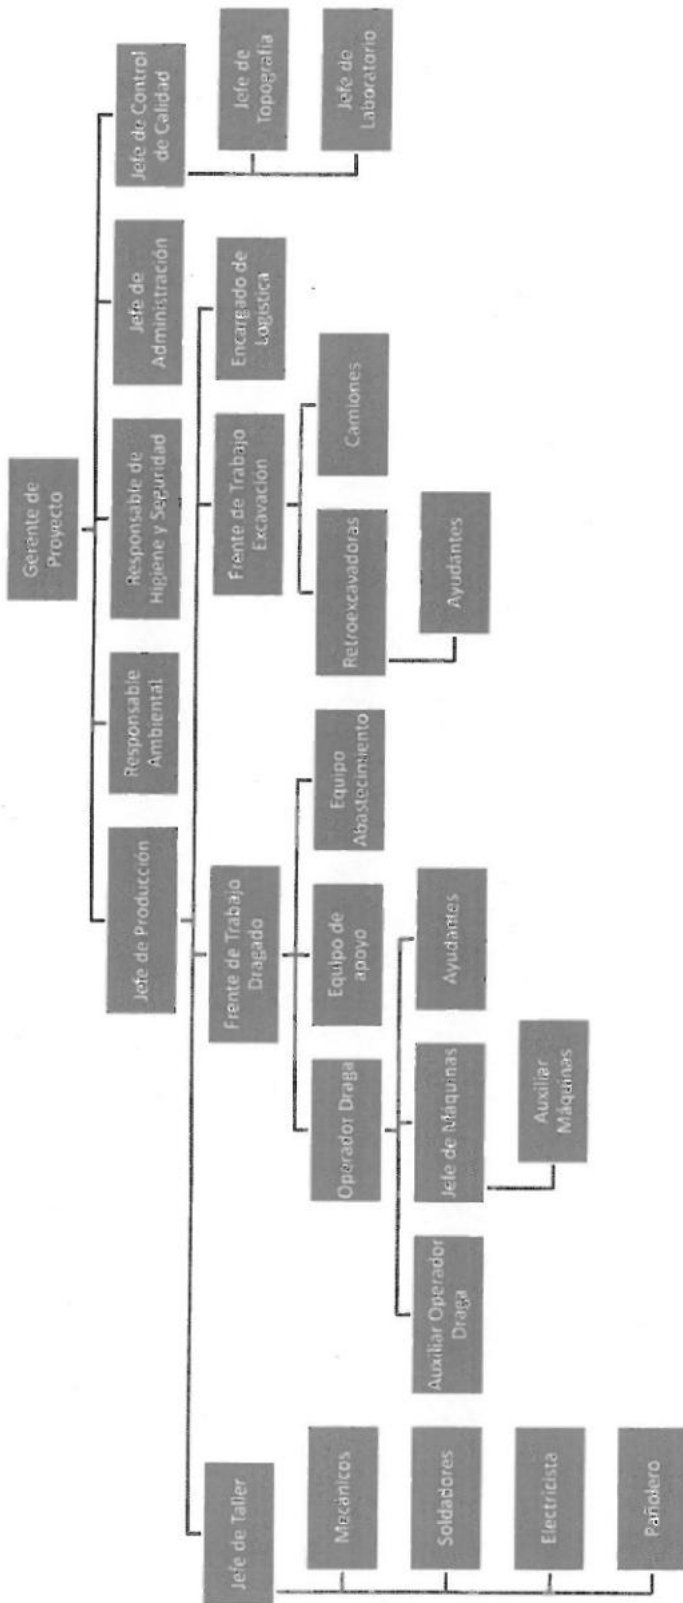 Gerente de
Proyecto
Jefe de Producción
Responsable
Ambiental
Responsable de
Higiene y Seguridad
Jefe de
Administración
Jefe de Control
de Calidad
Jefe de Taller
Frente de Trabajo
Dragado
Frente de Trabajo
Excavación
Encargado de
Logística
Jefe de
Topografía
Jefe de
Laboratorio
Mecánicos
Soldadores
Electricista
Pañolero
Operador Draga
Equipo de
apoyo
Equipo
Abastecimiento
Retroexcavadoras
Camiones
Auxiliar Operador
Draga
Jefe de Máquinas
Ayudantes
Ayudantes
Auxiliar
Máquinas